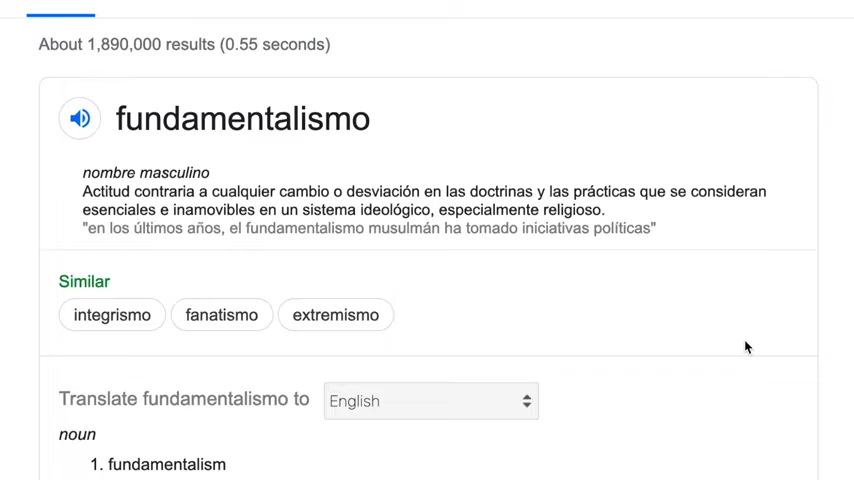 About 1,890,000 results (0.55 seconds)
fundamentalismo
nombre masculino
Actitud contraria a cualquier cambio o desviación en las doctrinas y las prácticas que se consideran
esenciales e inamovibles en un sistema ideológico, especialmente religioso.
"en los últimos años, el fundamentalismo musulmán ha tomado iniciativas políticas"
Similar
integrismo fanatismo extremismo
Translate fundamentalismo to English
noun
1. fundamentalism